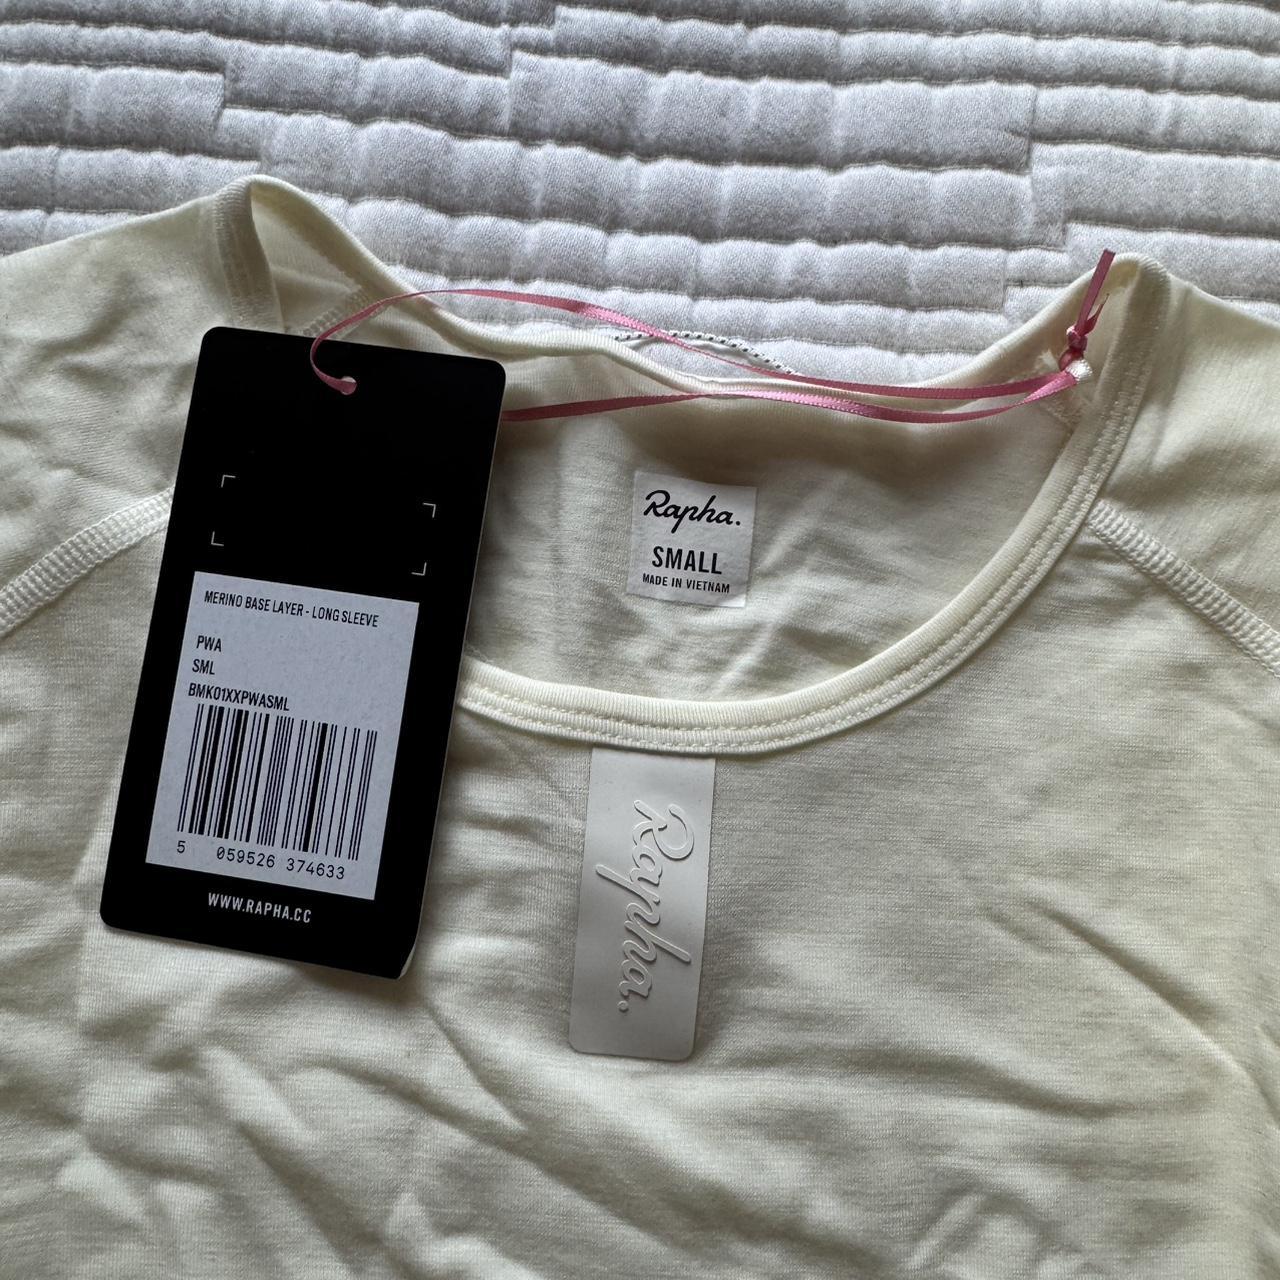 MERINO BASE LAYER - LONG SLEEVE
PWA
SML
BMK01XXPWASML
5 059526 374633
WWW.RAPHA.CC
Rapha.
SMALL
MADE IN VIETNAM
Rapha.